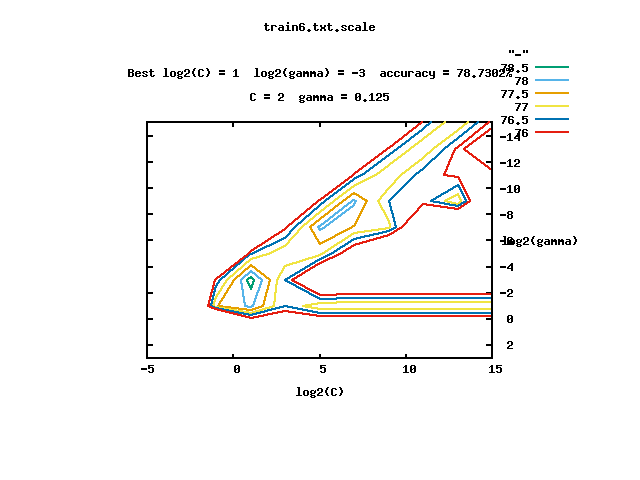 train6.txt.scale
"-"
Best log2(C) = 1  log2(gamma) = -3  accuracy = 78.7302%
78.5
78
77.5
77
76.5
76
C = 2  gamma = 0.125
-14
-12
-10
-8
-6
log2(gamma)
-4
-2
0
2
-5 0 5 10 15
log2(C)